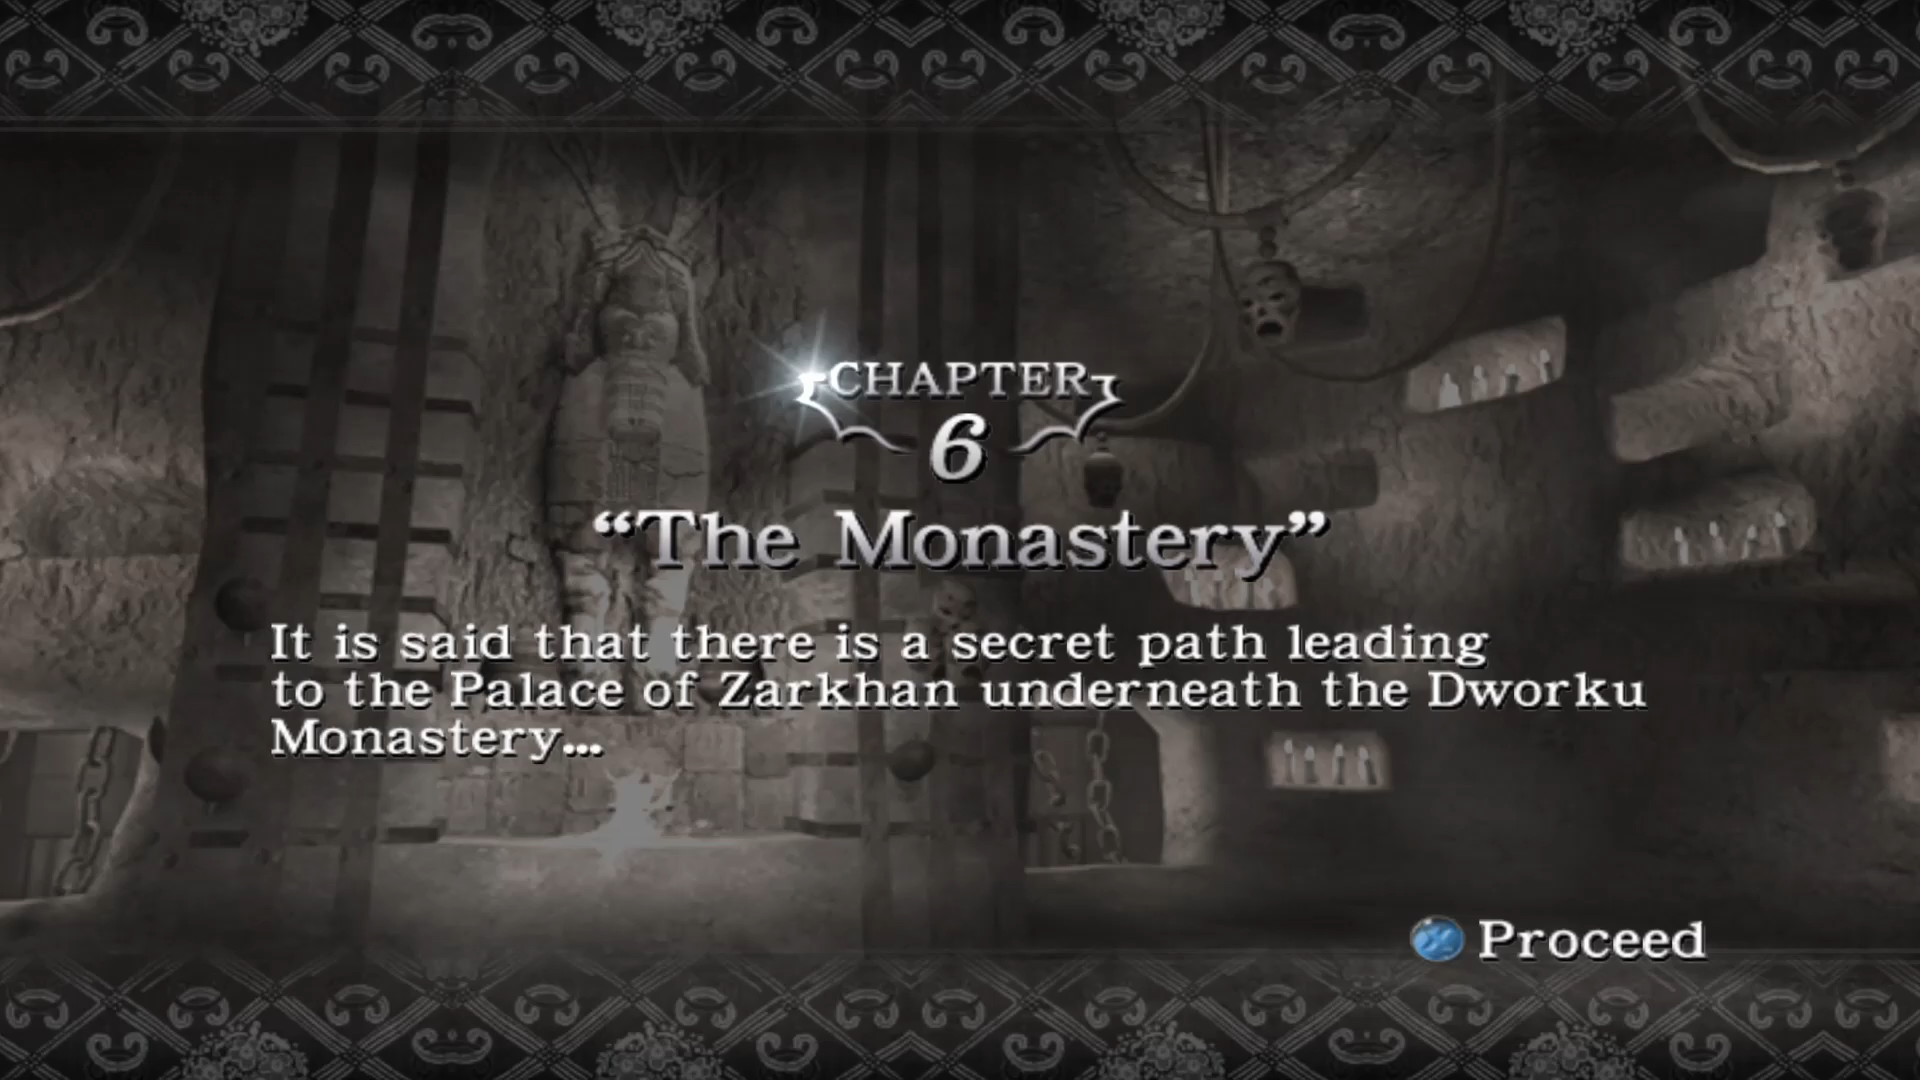 CHAPTER
6
“The Monastery”
It is said that there is a secret path leading
to the Palace of Zarkhan underneath the Dworku
Monastery...
Proceed